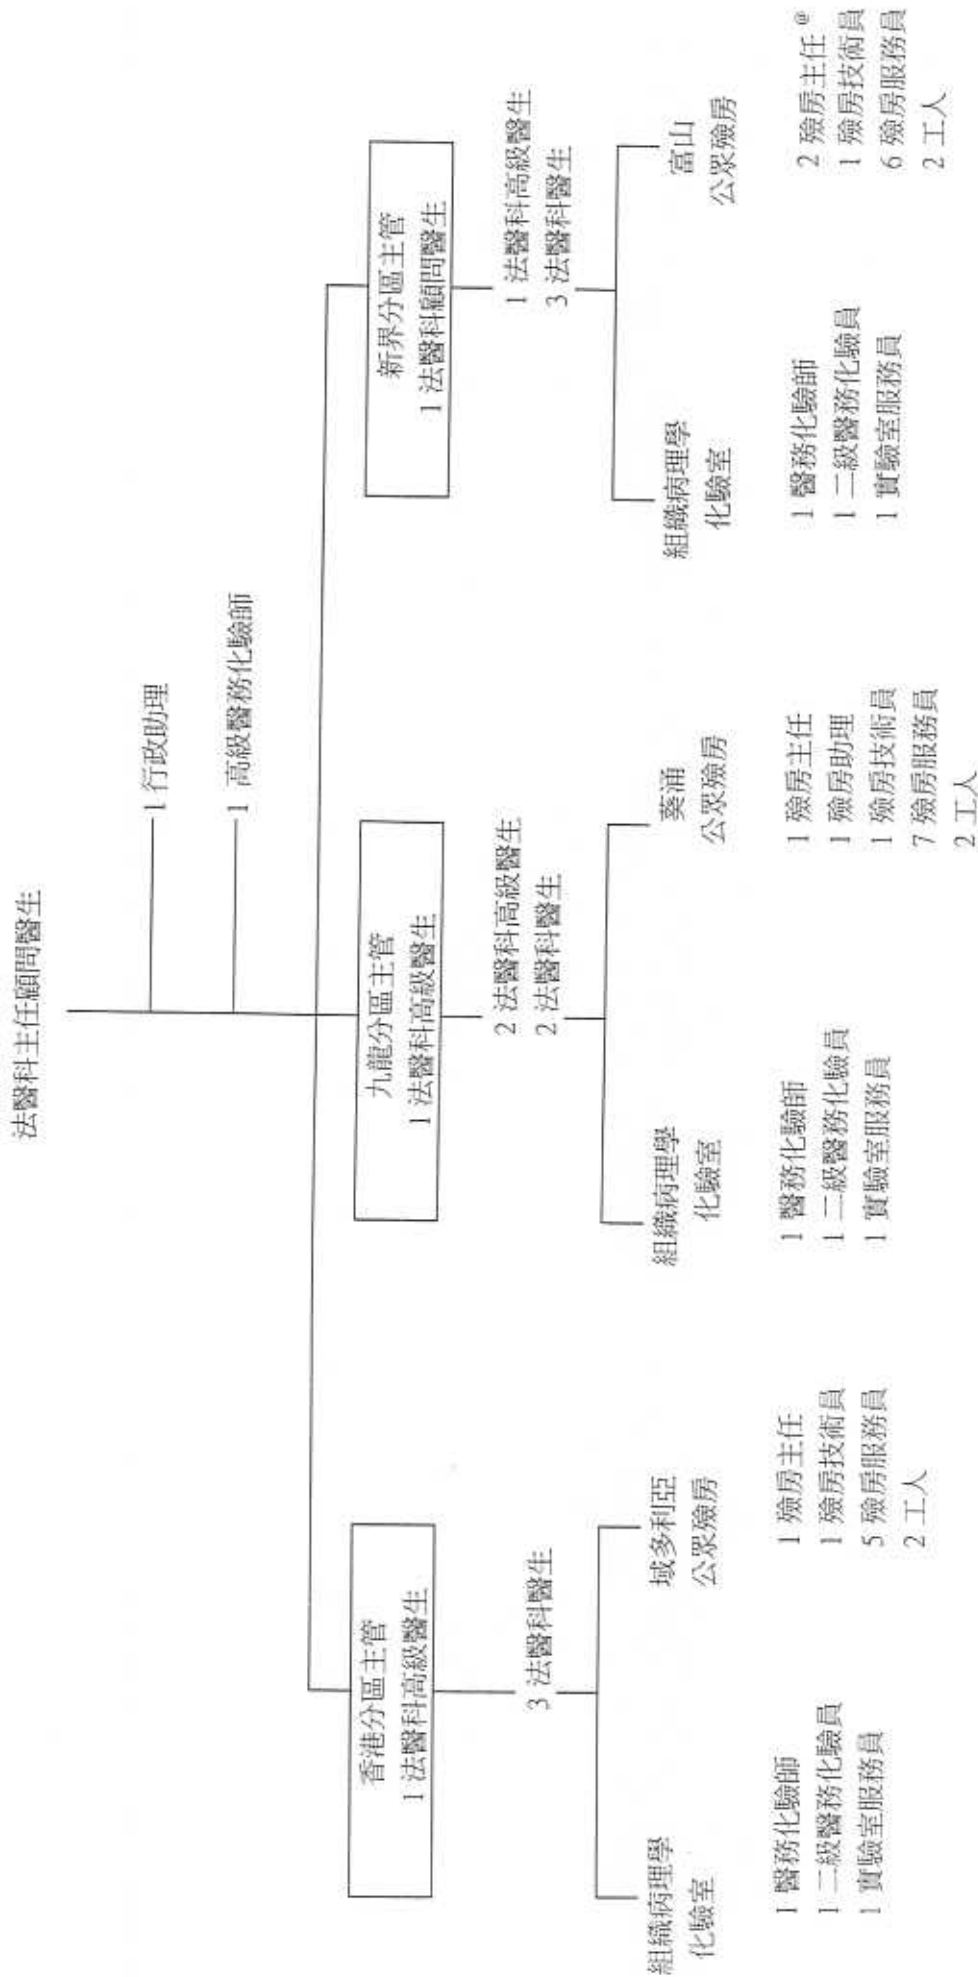 法醫科主任顧問醫生
1 行政助理
1 高級醫務化驗師
香港分區主管
1 法醫科高級醫生
九龍分區主管
1 法醫科高級醫生
新界分區主管
1 法醫科顧問醫生
3 法醫科醫生
2 法醫科高級醫生
2 法醫科醫生
1 法醫科高級醫生
3 法醫科醫生
組織病理學
化驗室
域多利亞
公眾殮房
組織病理學
化驗室
葵涌
公眾殮房
組織病理學
化驗室
富山
公眾殮房
1 醫務化驗師
1 二級醫務化驗員
1 實驗室服務員
1 殮房主任
1 殮房技術員
5 殮房服務員
2 工人
1 醫務化驗師
1 二級醫務化驗員
1 實驗室服務員
1 殮房主任
1 殮房助理
1 殮房技術員
7 殮房服務員
2 工人
1 醫務化驗師
1 二級醫務化驗員
1 實驗室服務員
2 殮房主任@
1 殮房技術員
6 殮房服務員
2 工人